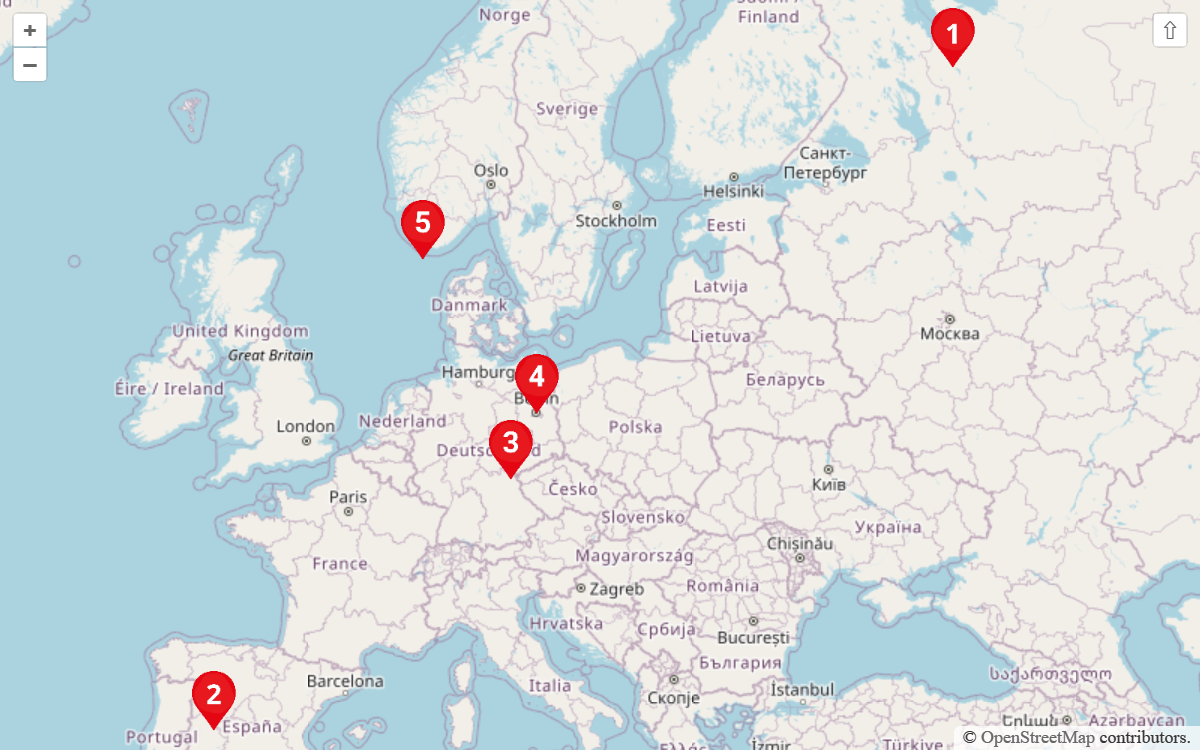 Norge
Suomi /
Finland
1
+
−
⇧
Sverige
Oslo
Санкт-
Петербург
Helsinki
Stockholm
5
Eesti
Latvija
Danmark
United Kingdom
Great Britain
Lietuva
Москва
Hamburg
4
Berlin
Беларусь
Éire / Ireland
London
Nederland
Polska
3
Deutschland
Київ
Česko
Paris
Slovensko
Україна
Chișinău
Magyarország
France
România
Zagreb
Hrvatska
Србија
București
България
Barcelona
Italia
Скопје
İstanbul
საქართველო
2
España
Portugal
Երևան
Azərbaycan
İzmir
Türkiye
© OpenStreetMap contributors.